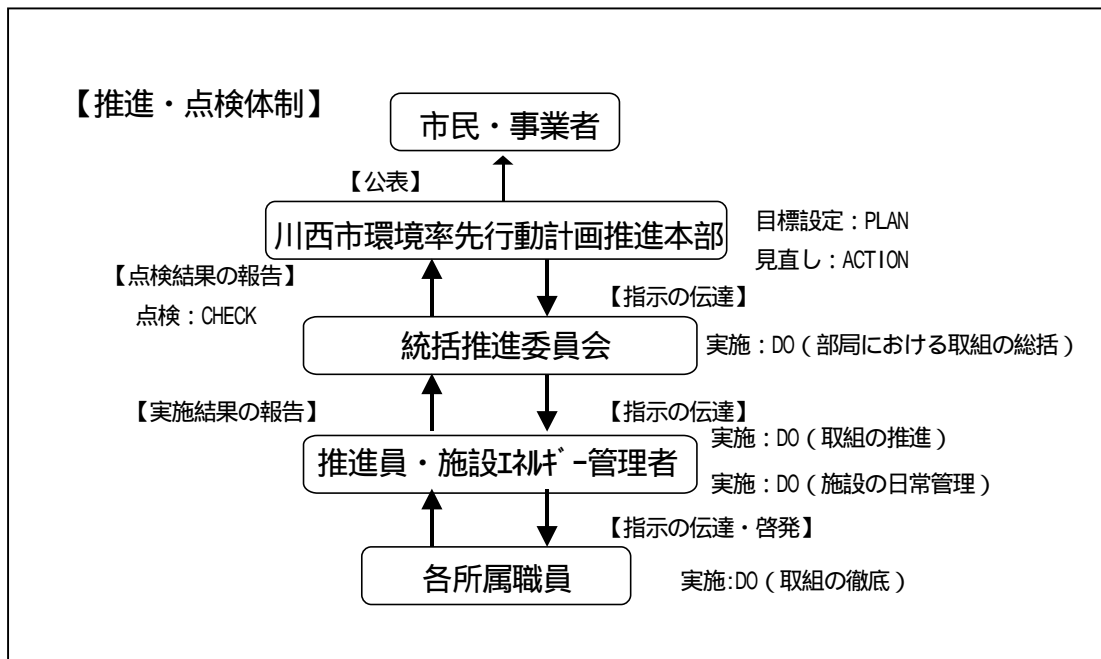 【推進・点検体制】
市民・事業者
【公表】
川西市環境率先行動計画推進本部
目標設定：PLAN
見直し：ACTION
【点検結果の報告】
点検：CHECK
【指示の伝達】
統括推進委員会
実施：DO（部局における取組の総括）
【実施結果の報告】
【指示の伝達】
推進員・施設ｴﾈﾙｷﾞｰ管理者
実施：DO（取組の推進）
実施：DO（施設の日常管理）
【指示の伝達・啓発】
各所属職員
実施:DO（取組の徹底）